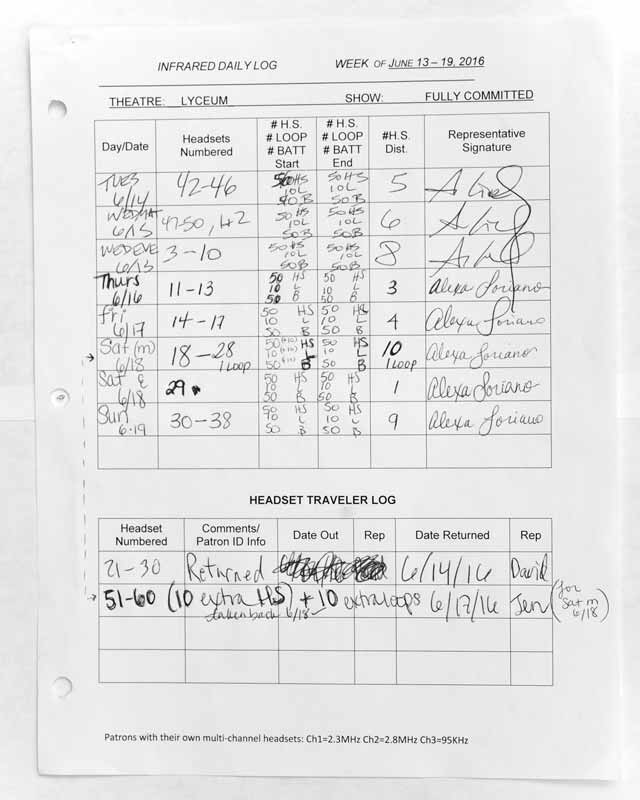 INFRARED DAILY LOG WEEK OF JUNE 13 – 19, 2016
THEATRE: LYCEUM SHOW: FULLY COMMITTED
Day/Date Headsets Numbered # H.S. # LOOP # BATT Start # H.S. # LOOP # BATT End #H.S. Dist. Representative Signature
TUES 6/14 42-46 50HS 10L 50B 50HS 10L 50B 5
WEDMAT 6/15 47-50, 42 50HS 10L 50B 50HS 10L 50B 6
WEDEVE 6/15 3-10 50HS 10L 50B 50HS 10L 50B 8
Thurs 6/16 11-13 50 HS 10 L 50 B 50 HS 10 L 50 B 3 Alexa Soriano
Fri 6/17 14-17 50 HS 10 L 50 B 50 HS 10 L 50 B 4 Alexa Soriano
→ Sat (m) 6/18 18-28 1 LOOP 50 (+10) HS 10 (+10) L 50 (+10) B 50 HS 10 L 50 B 10 1 LOOP Alexa Soriano
Sat e 6/18 29 50 HS 10 L 50 B 50 HS 10 L 50 B 1 Alexa Soriano
Sun 6-19 30-38 50 HS 10 L 50 B 50 HS 10 L 50 B 9 Alexa Soriano
HEADSET TRAVELER LOG
Headset Numbered Comments/ Patron ID Info Date Out Rep Date Returned Rep
21-30 Returned 6/14/16 David
→ 51-60 (10 extra HS) + 10 extra loops 6/17/16 Jen (for Sat m 6/18)
taken back 6/18
Patrons with their own multi-channel headsets: Ch1=2.3MHz Ch2=2.8MHz Ch3=95KHz